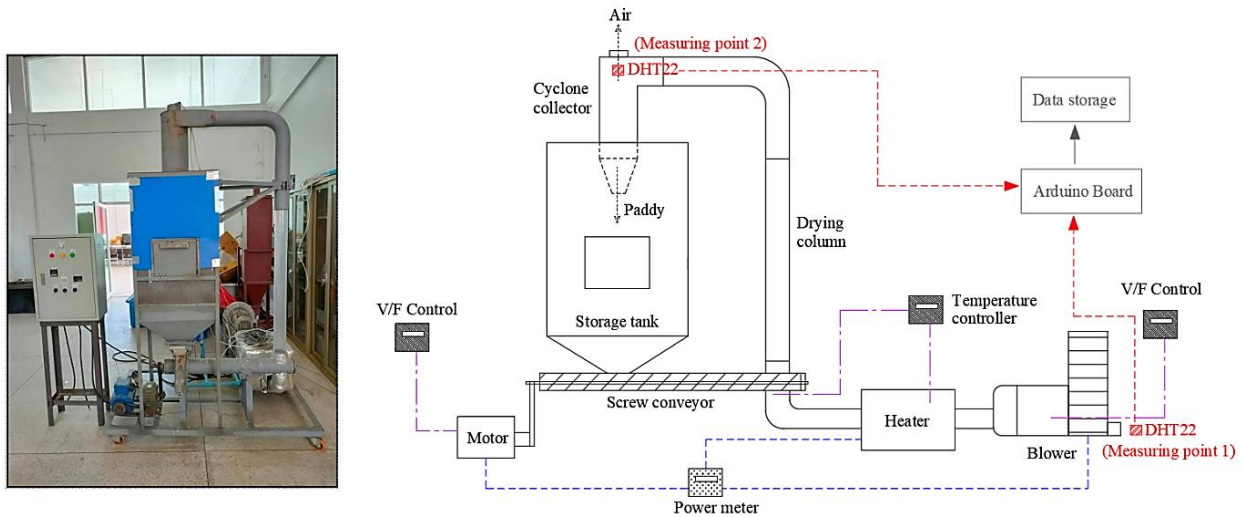 Air
(Measuring point 2)
DHT22
Cyclone
collector
Data storage
Arduino Board
Paddy
Drying
column
V/F Control
Storage tank
Temperature
controller
V/F Control
Screw conveyor
Motor
Heater
Blower
DHT22
(Measuring point 1)
Power meter